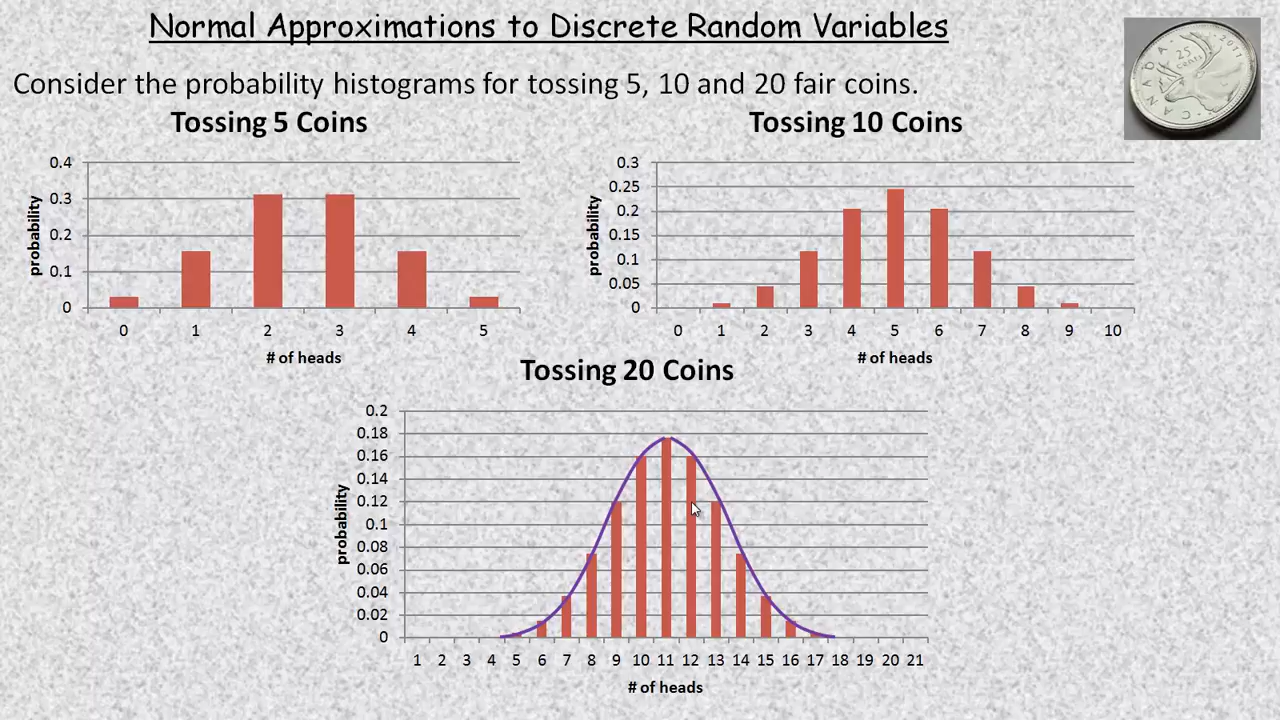 Normal Approximations to Discrete Random Variables
Consider the probability histograms for tossing 5, 10 and 20 fair coins.
CANADA 25 cents 2011
Tossing 5 Coins
0.4
0.3
0.2
0.1
0
probability
0 1 2 3 4 5
# of heads
Tossing 10 Coins
0.3
0.25
0.2
0.15
0.1
0.05
0
probability
0 1 2 3 4 5 6 7 8 9 10
# of heads
Tossing 20 Coins
0.2
0.18
0.16
0.14
0.12
0.1
0.08
0.06
0.04
0.02
0
probability
1 2 3 4 5 6 7 8 9 10 11 12 13 14 15 16 17 18 19 20 21
# of heads